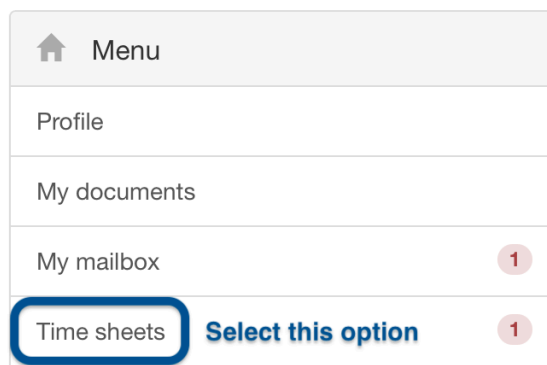 Menu
Profile
My documents
My mailbox 1
Time sheets Select this option 1